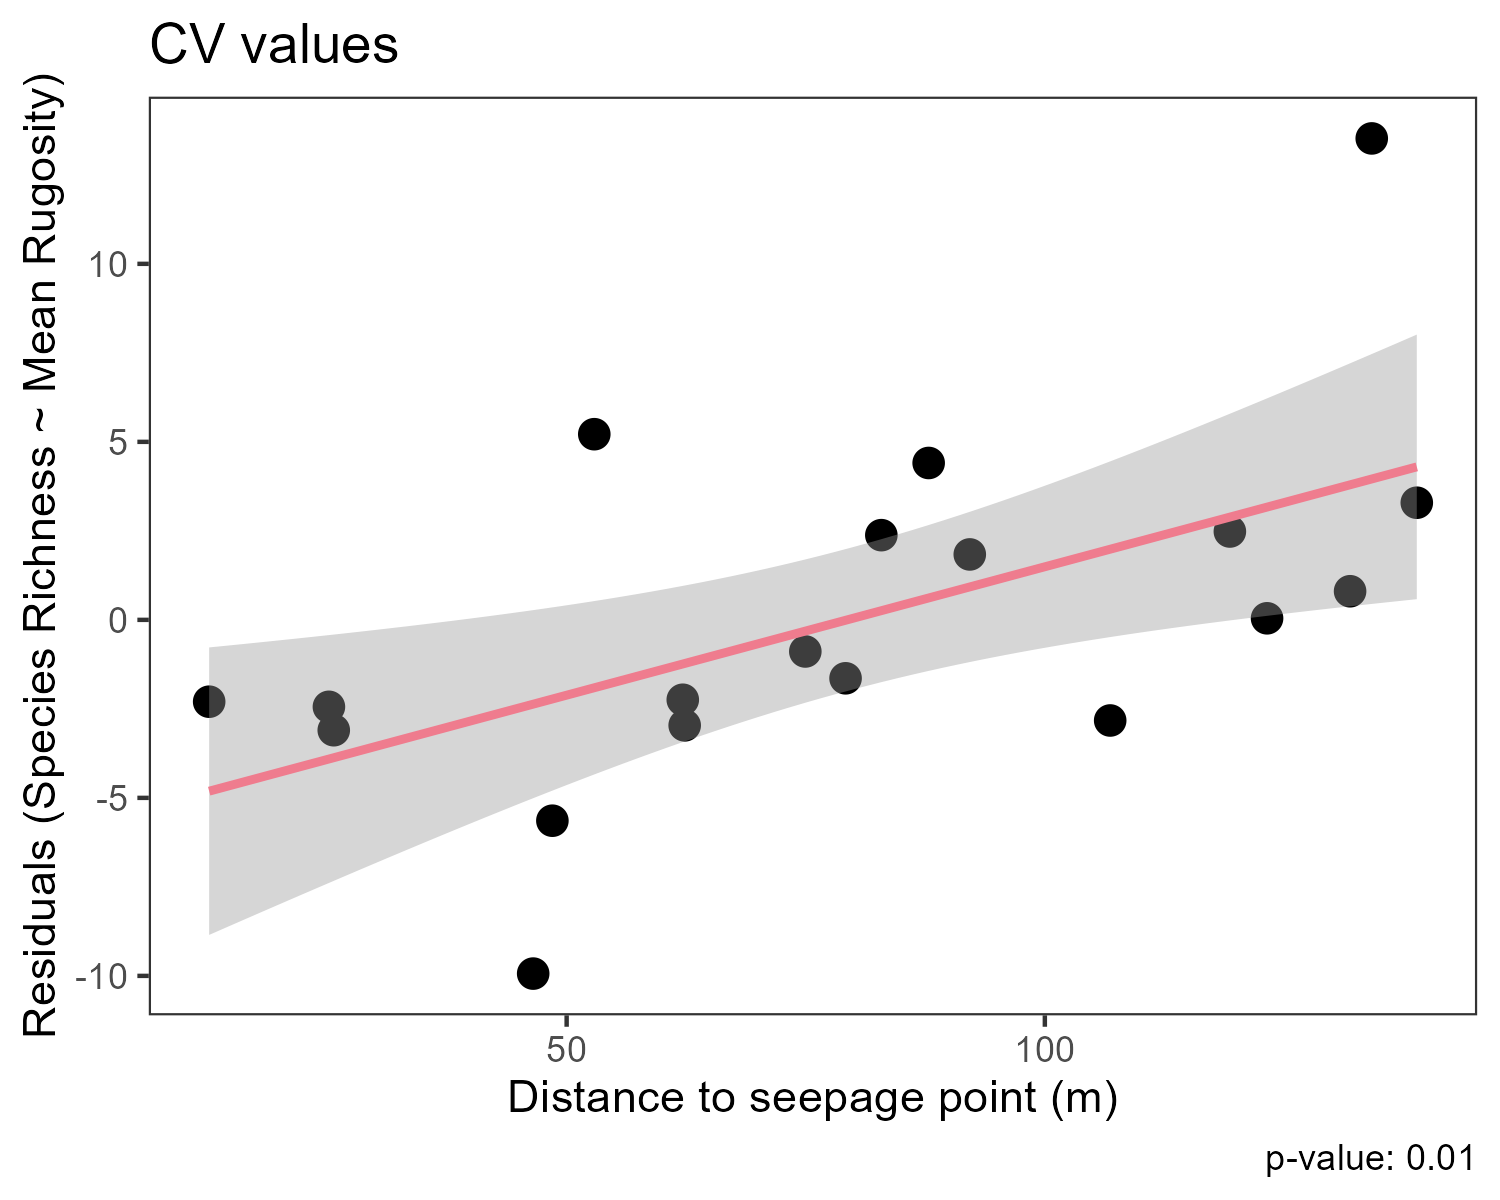 CV values
Residuals (Species Richness ~ Mean Rugosity)
10
5
0
-5
-10
50 100
Distance to seepage point (m)
p-value: 0.01